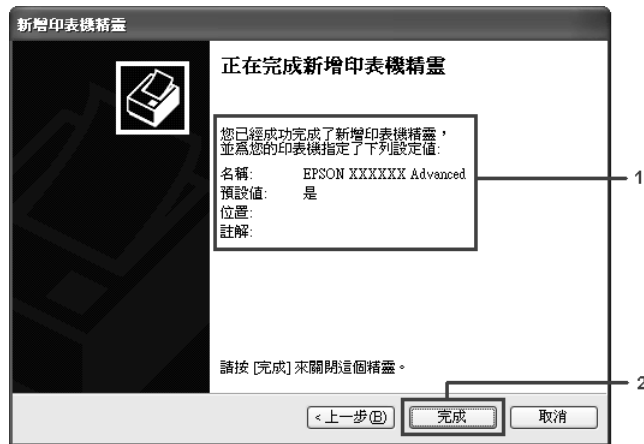 新增印表機精靈
正在完成新增印表機精靈
您已經成功完成了新增印表機精靈，
並為您的印表機指定了下列設定值:
名稱: EPSON XXXXXX Advanced
預設值: 是
位置:
註解:
1
請按 [完成] 來關閉這個精靈。
2
<上一步(B) 完成 取消